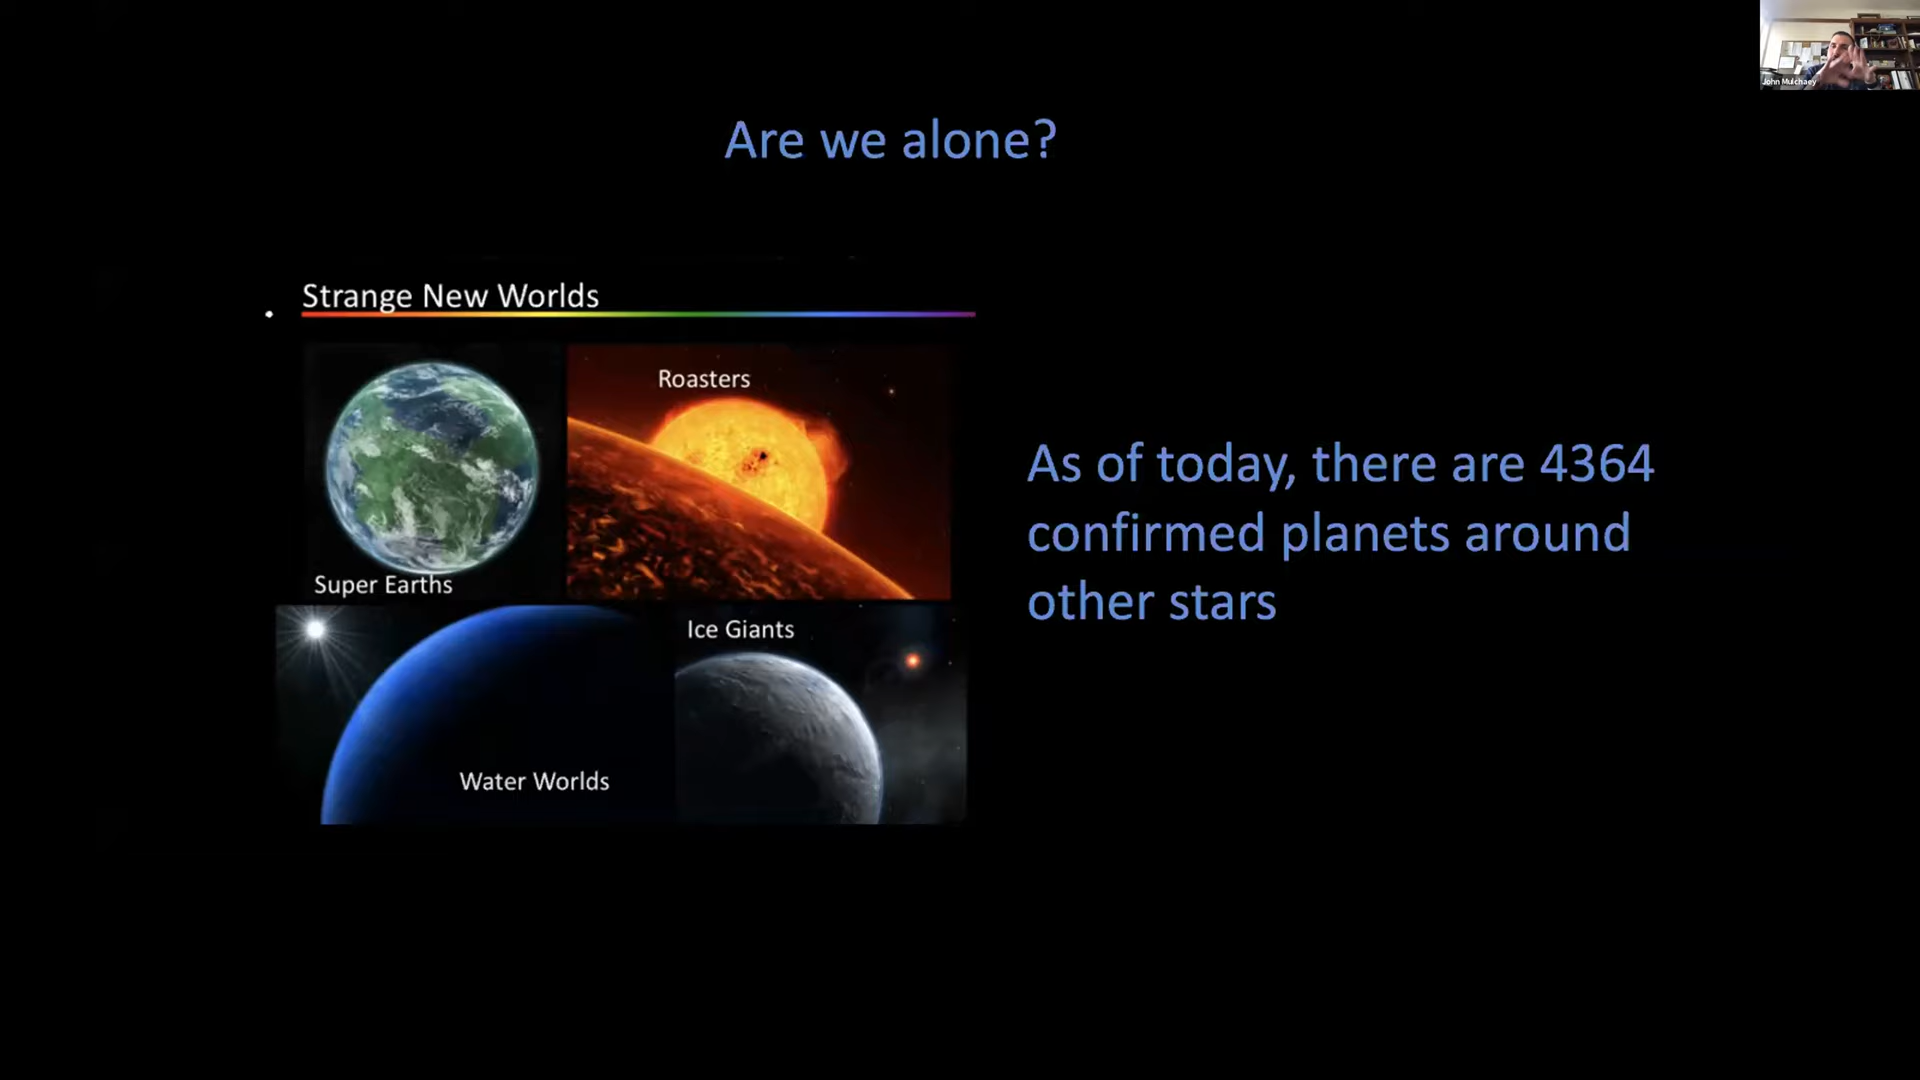 John Mulchaey
Are we alone?
Strange New Worlds
Roasters
Super Earths
Ice Giants
Water Worlds
As of today, there are 4364
confirmed planets around
other stars